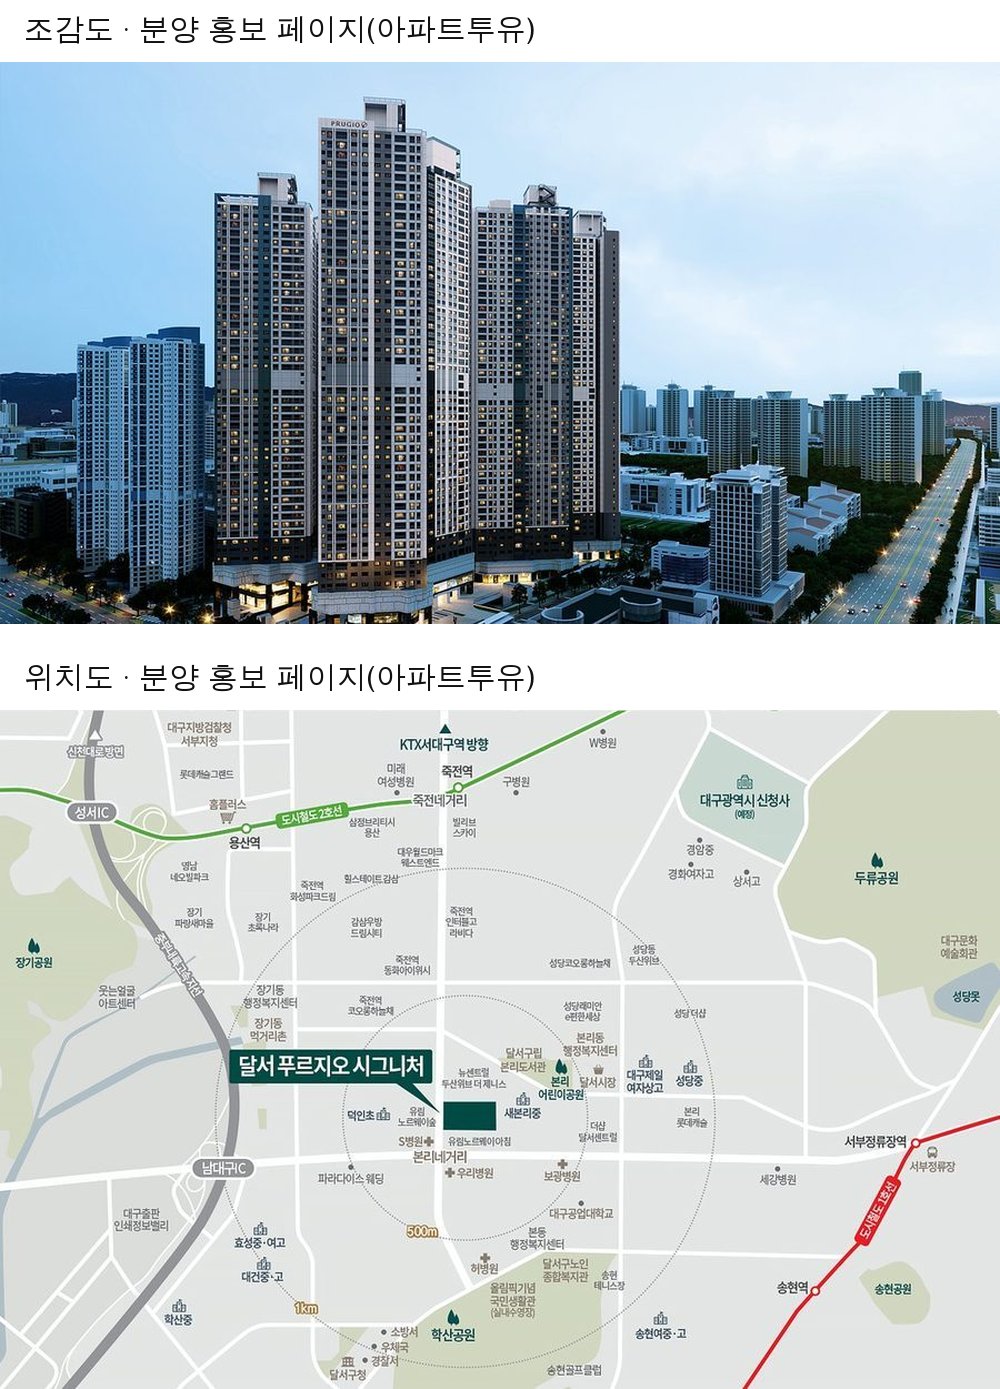 조감도 · 분양 홍보 페이지(아파트투유)
PRUGIO
위치도 · 분양 홍보 페이지(아파트투유)
신천대로 방면
대구지방검찰청
서부지청
KTX서대구역 방향
W병원
롯데캐슬그랜드
미래
여성병원
죽전역
구병원
대구광역시 신청사
(예정)
성서IC
홈플러스
도시철도 2호선
죽전네거리
용산역
삼정브리티시
용산
빌리브
스카이
경암중
경화여자고
상서고
두류공원
영남
네오빌파크
대우월드마크
웨스트엔드
죽전역
화성파크드림
힐스테이트 감삼
장기
파랑새마을
장기
초록나라
감삼우방
드림시티
죽전역
인터불고
라비다
대구문화
예술회관
장기공원
중부내륙고속지선
죽전역
동화아이위시
성당코오롱하늘채
성당동
두산위브
성당못
웃는얼굴
아트센터
장기동
행정복지센터
죽전역
코오롱하늘채
성당래미안
e편한세상
성당 더샵
장기동
먹거리촌
달서 푸르지오 시그니처
달서구립
본리도서관
본리동
행정복지센터
뉴센트럴
두산위브 더 제니스
본리
어린이공원
달서시장
대구제일
여자상고
성당중
덕인초
유림
노르웨이숲
새본리중
더샵
달서센트럴
본리
롯데캐슬
S병원
유림노르웨이아침
본리네거리
서부정류장역
서부정류장
남대구IC
파라다이스 웨딩
우리병원
보광병원
세강병원
도시철도 1호선
대구출판
인쇄정보밸리
500m
대구공업대학교
효성중·여고
본동
행정복지센터
대건중·고
허병원
달서구노인
종합복지관
송현
테니스장
송현역
송현공원
올림픽기념
국민생활관
(실내수영장)
1km
학산중
학산공원
송현여중·고
소방서
우체국
경찰서
달서구청
송현골프클럽